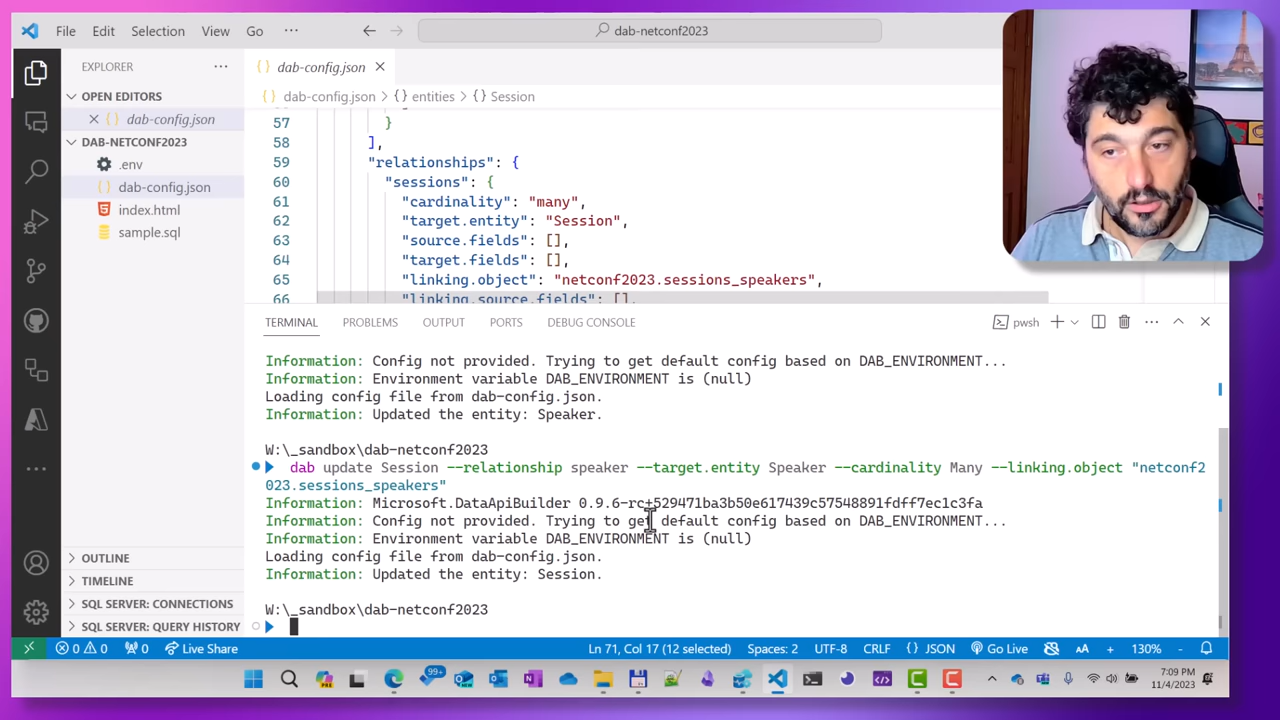 File Edit Selection View Go ··· dab-netconf2023
EXPLORER ···
OPEN EDITORS
dab-config.json
DAB-NETCONF2023
.env
dab-config.json
index.html
sample.sql
OUTLINE
TIMELINE
SQL SERVER: CONNECTIONS
SQL SERVER: QUERY HISTORY
dab-config.json
dab-config.json > {} entities > {} Session
57 }
58 ],
59 "relationships": {
60 "sessions": {
61 "cardinality": "many",
62 "target.entity": "Session",
63 "source.fields": [],
64 "target.fields": [],
65 "linking.object": "netconf2023.sessions_speakers",
66 "linking.source.fields": [],
TERMINAL PROBLEMS OUTPUT PORTS DEBUG CONSOLE pwsh
Information: Config not provided. Trying to get default config based on DAB_ENVIRONMENT...
Information: Environment variable DAB_ENVIRONMENT is (null)
Loading config file from dab-config.json.
Information: Updated the entity: Speaker.
W:\_sandbox\dab-netconf2023
dab update Session --relationship speaker --target.entity Speaker --cardinality Many --linking.object "netconf2
023.sessions_speakers"
Information: Microsoft.DataApiBuilder 0.9.6-rc+529471ba3b50e617439c57548891fdff7ec1c3fa
Information: Config not provided. Trying to get default config based on DAB_ENVIRONMENT...
Information: Environment variable DAB_ENVIRONMENT is (null)
Loading config file from dab-config.json.
Information: Updated the entity: Session.
W:\_sandbox\dab-netconf2023
0 0 0 Live Share Ln 71, Col 17 (12 selected) Spaces: 2 UTF-8 CRLF {} JSON Go Live AA + 130% -
99+ 7:09 PM
11/4/2023